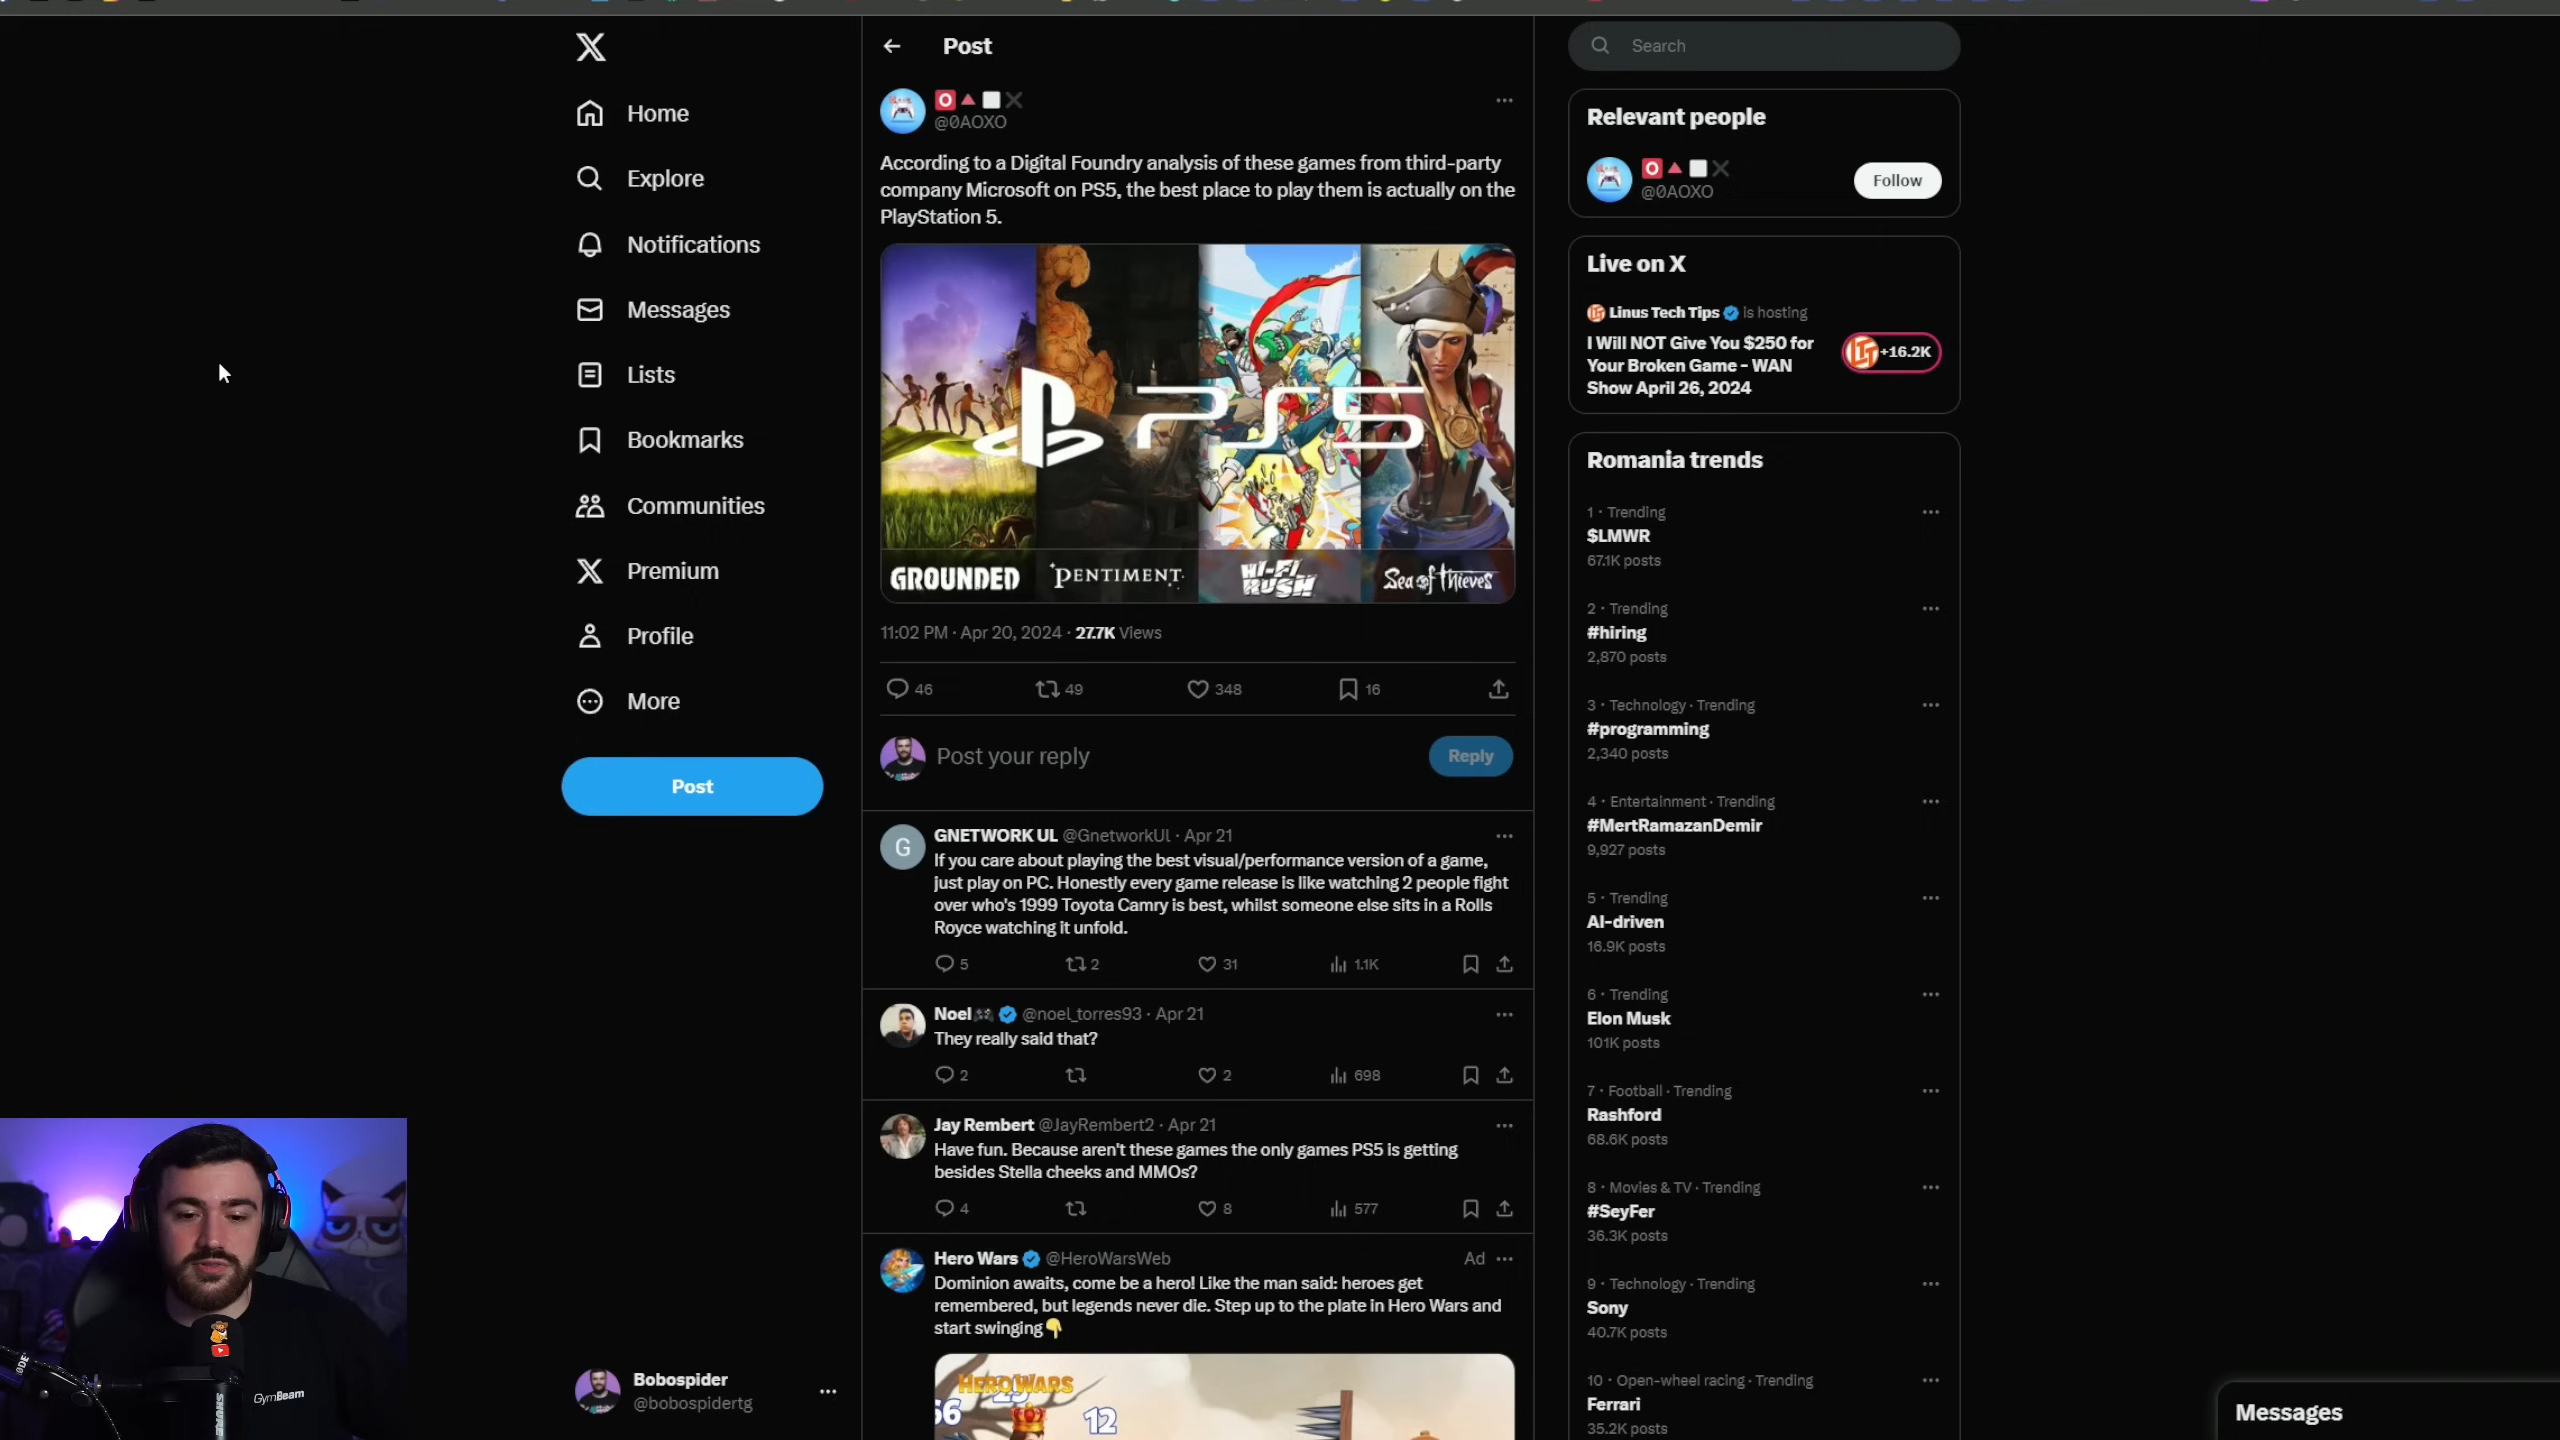 Home
Explore
Notifications
Messages
Lists
Bookmarks
Communities
Premium
Profile
More
Post
Bobospider
@bobospidertg
Post
@0AOXO
According to a Digital Foundry analysis of these games from third-party
company Microsoft on PS5, the best place to play them is actually on the
PlayStation 5.
PS5
GROUNDED
PENTIMENT
HI-FI
RUSH
Sea of Thieves
11:02 PM · Apr 20, 2024 · 27.7K Views
46
49
348
16
Post your reply
Reply
G
GNETWORK UL @GnetworkUl · Apr 21
If you care about playing the best visual/performance version of a game,
just play on PC. Honestly every game release is like watching 2 people fight
over who's 1999 Toyota Camry is best, whilst someone else sits in a Rolls
Royce watching it unfold.
5
2
31
1.1K
Noel @noel_torres93 · Apr 21
They really said that?
2
2
698
Jay Rembert @JayRembert2 · Apr 21
Have fun. Because aren't these games the only games PS5 is getting
besides Stella cheeks and MMOs?
4
8
577
Hero Wars @HeroWarsWeb
Ad
Dominion awaits, come be a hero! Like the man said: heroes get
remembered, but legends never die. Step up to the plate in Hero Wars and
start swinging
HERO WARS
12
Search
Relevant people
@0AOXO
Follow
Live on X
Linus Tech Tips is hosting
I Will NOT Give You $250 for
Your Broken Game - WAN
Show April 26, 2024
+16.2K
Romania trends
1 · Trending
$LMWR
67.1K posts
2 · Trending
#hiring
2,870 posts
3 · Technology · Trending
#programming
2,340 posts
4 · Entertainment · Trending
#MertRamazanDemir
9,927 posts
5 · Trending
AI-driven
16.9K posts
6 · Trending
Elon Musk
101K posts
7 · Football · Trending
Rashford
68.6K posts
8 · Movies & TV · Trending
#SeyFer
36.3K posts
9 · Technology · Trending
Sony
40.7K posts
10 · Open-wheel racing · Trending
Ferrari
35.2K posts
Messages
GymBeam
SHURE